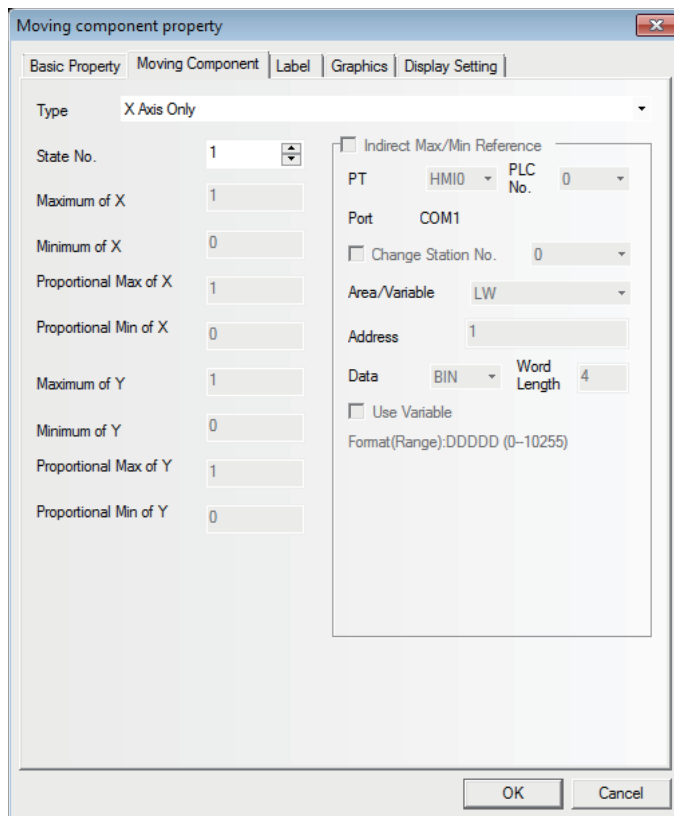 Moving component property
Basic Property Moving Component Label Graphics Display Setting
Type X Axis Only
State No. 1
Maximum of X 1
Minimum of X 0
Proportional Max of X 1
Proportional Min of X 0
Maximum of Y 1
Minimum of Y 0
Proportional Max of Y 1
Proportional Min of Y 0
Indirect Max/Min Reference
PT HMI0 PLC No. 0
Port COM1
Change Station No. 0
Area/Variable LW
Address 1
Data BIN Word Length 4
Use Variable
Format(Range):DDDDD (0--10255)
OK Cancel